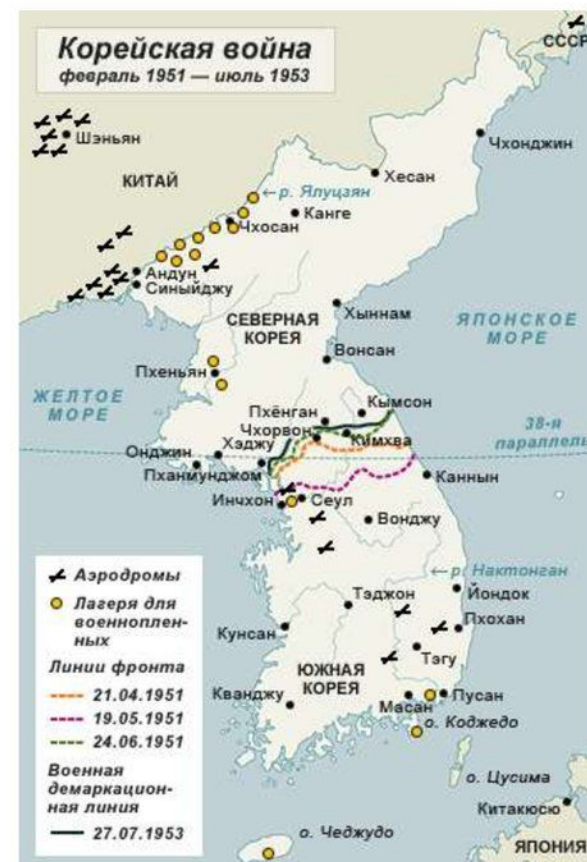 Корейская война
февраль 1951 — июль 1953
СССР
Шэньян
Чхонджин
КИТАЙ
Хесан
← р. Ялуцзян
Канге
Чхосан
Андун
Синыйджу
Хыннам
СЕВЕРНАЯ
КОРЕЯ
ЯПОНСКОЕ
МОРЕ
Вонсан
Пхеньян
ЖЕЛТОЕ
МОРЕ
Кымсон
Пхёнган
38-я
параллель
Чхорвон
Кимхва
Хэджу
Онджин
Пханмунджом
Каннын
Инчхон
Сеул
Вонджу
← р. Нактонган
Аэродромы
Тэджон
Йондок
Лагеря для
военноплен-
ных
Пхохан
Кунсан
Тэгу
Линии фронта
ЮЖНАЯ
КОРЕЯ
21.04.1951
Кванджу
Масан
Пусан
19.05.1951
о. Коджедо
24.06.1951
Военная
демаркацион-
ная линия
о. Цусима
Китакюсю
27.07.1953
о. Чеджудо
ЯПОНИЯ